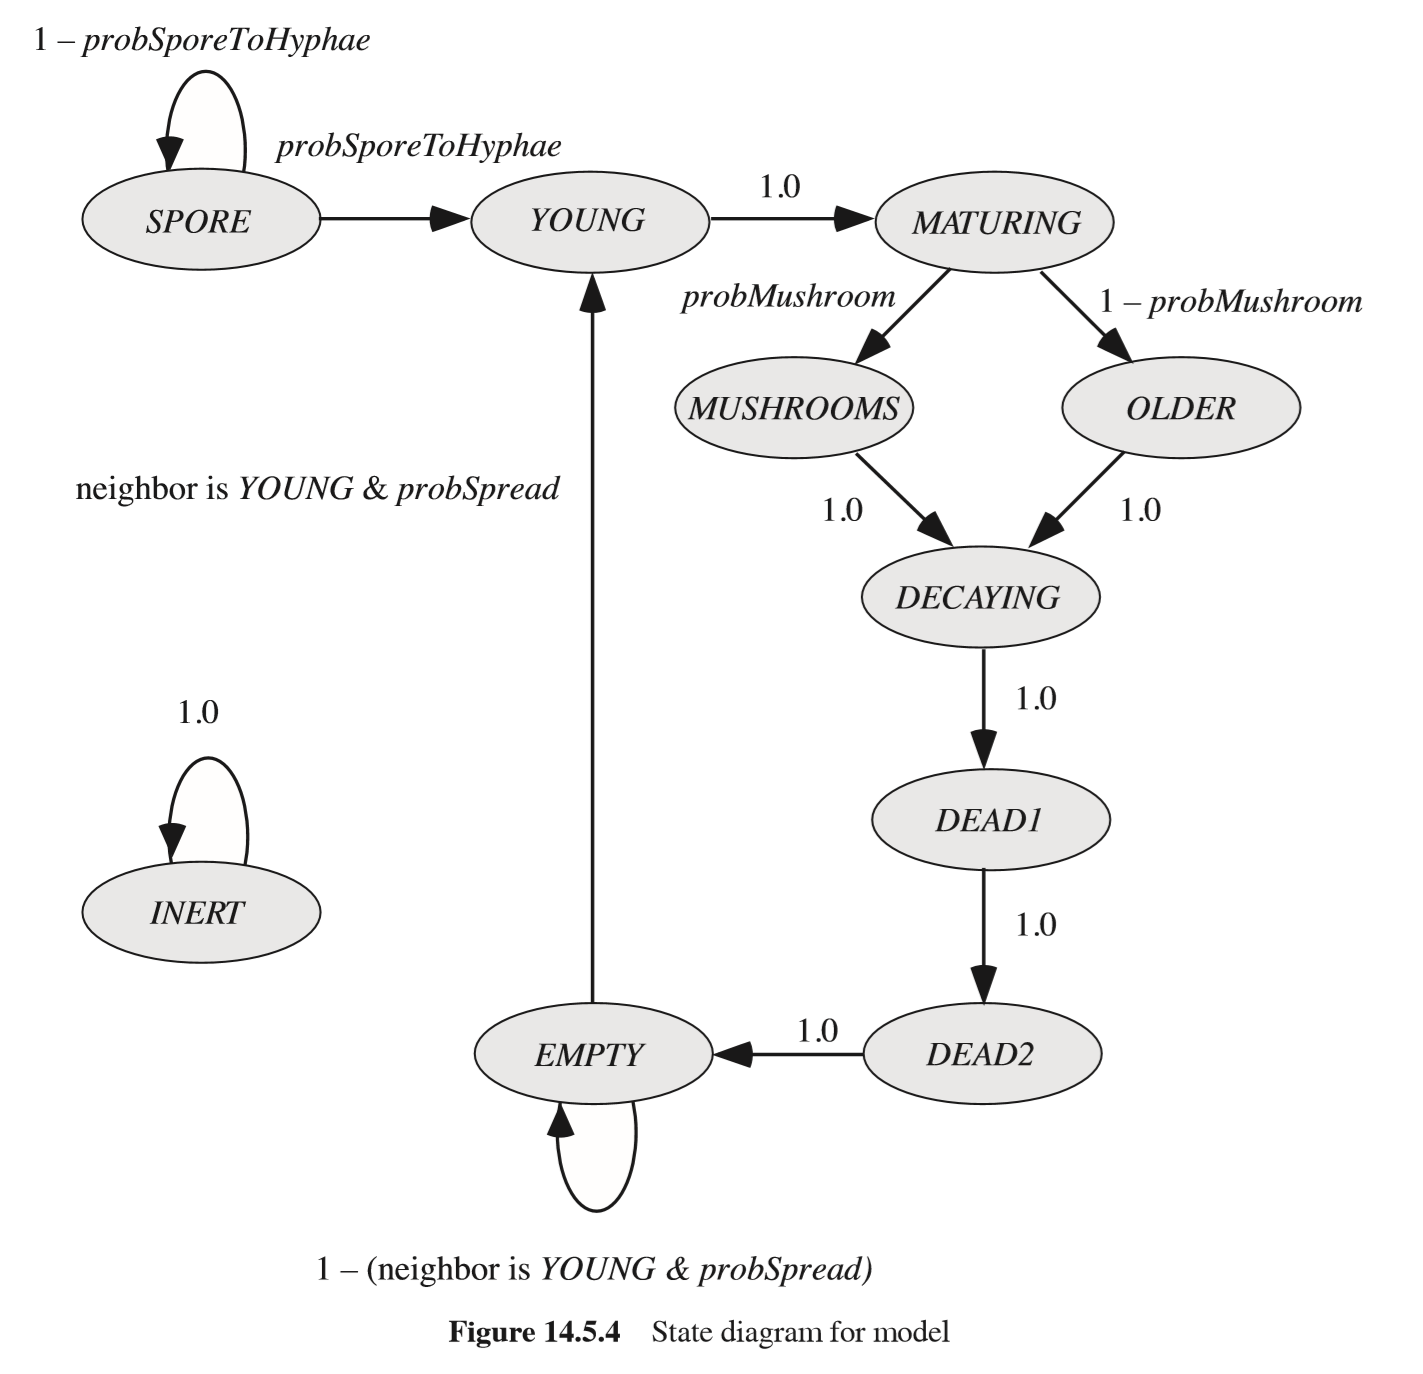 1 – probSporeToHyphae
probSporeToHyphae
SPORE
YOUNG
1.0
MATURING
probMushroom
1 – probMushroom
MUSHROOMS
OLDER
neighbor is YOUNG & probSpread
1.0
1.0
DECAYING
1.0
1.0
DEAD1
INERT
1.0
EMPTY
1.0
DEAD2
1 – (neighbor is YOUNG & probSpread)
Figure 14.5.4 State diagram for model